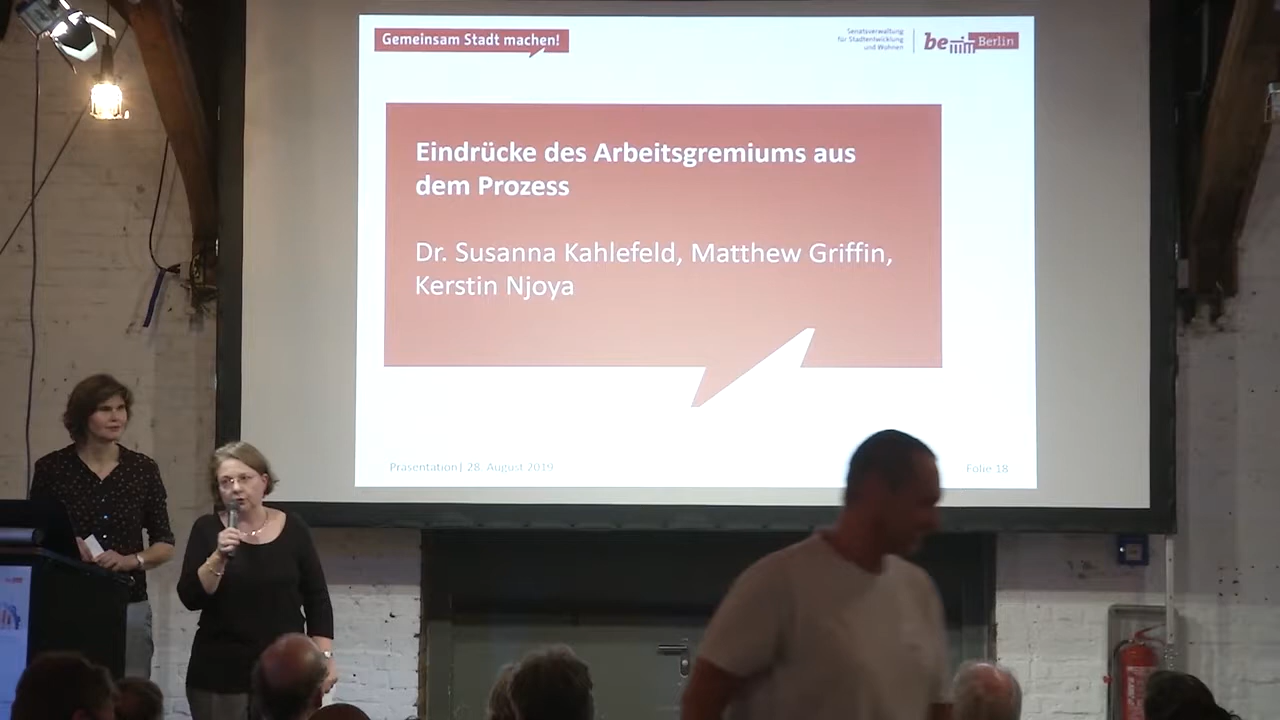 Gemeinsam Stadt machen!
Senatsverwaltung
für Stadtentwicklung
und Wohnen
be Berlin
Eindrücke des Arbeitsgremiums aus
dem Prozess
Dr. Susanna Kahlefeld, Matthew Griffin,
Kerstin Njoya
Präsentation| 28. August 2019
Folie 18